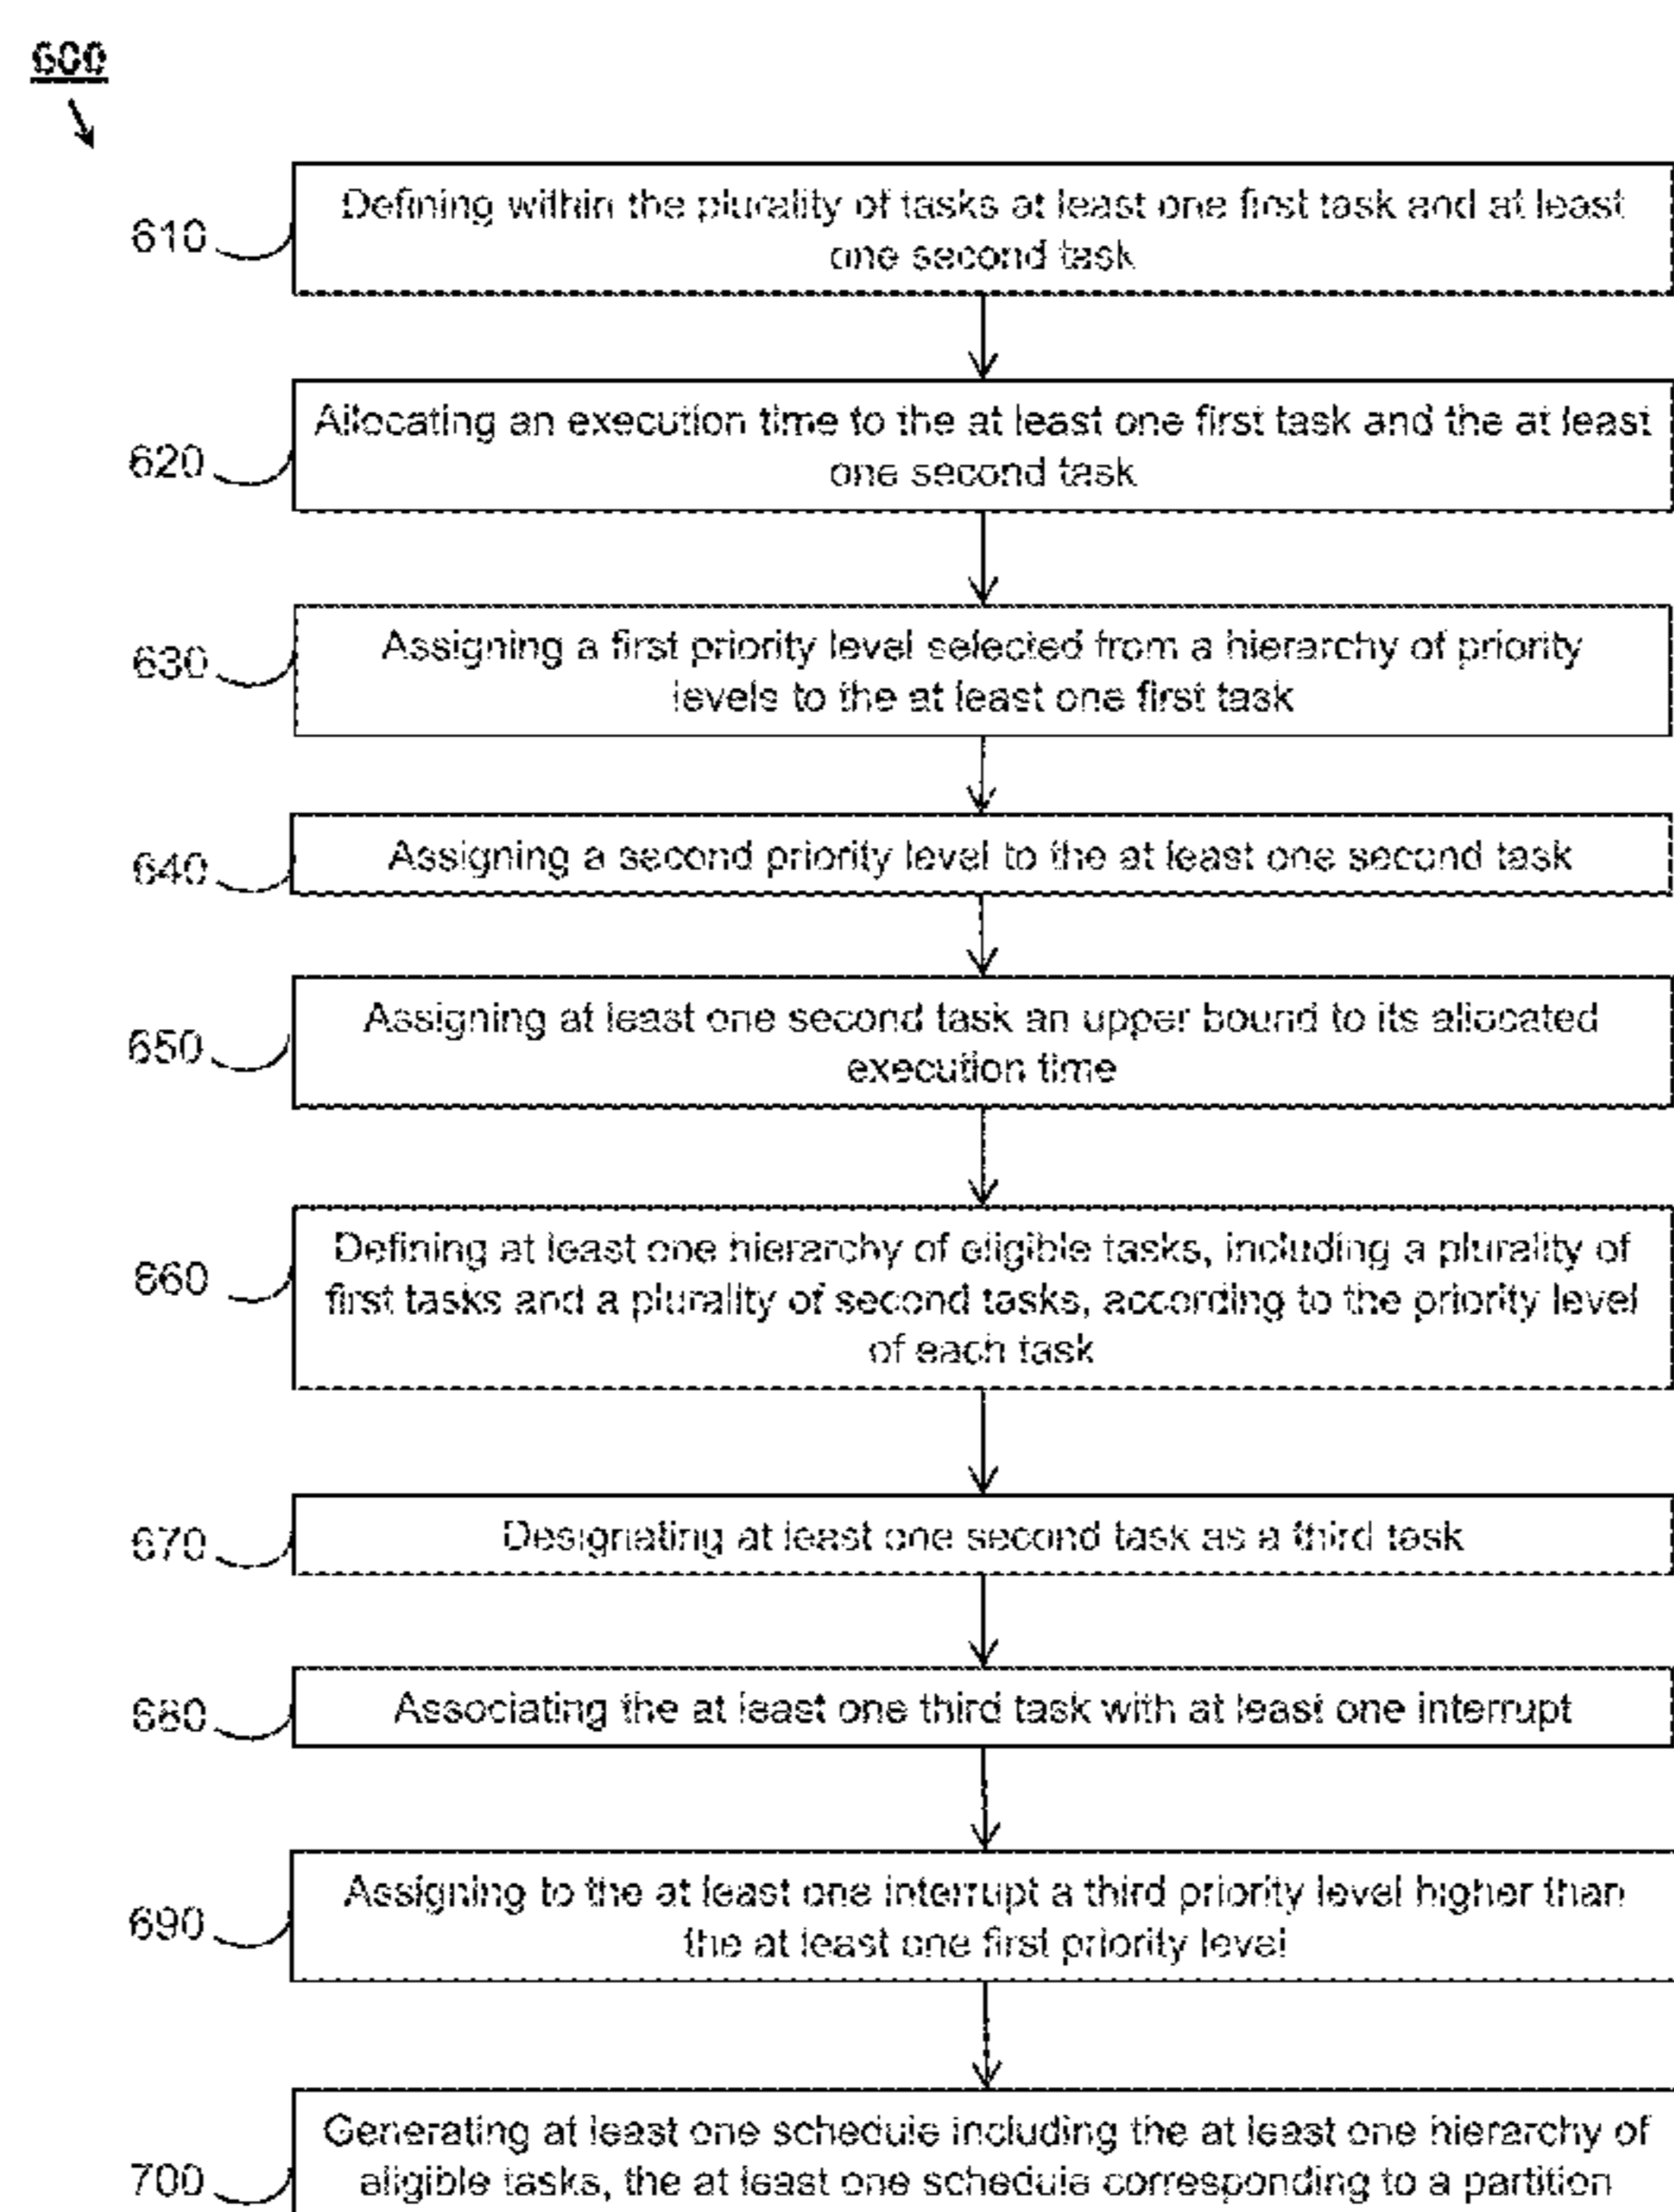 600
610
Defining within the plurality of tasks at least one first task and at least
one second task
620
Allocating an execution time to the at least one first task and the at least
one second task
630
Assigning a first priority level selected from a hierarchy of priority
levels to the at least one first task
640
Assigning a second priority level to the at least one second task
650
Assigning at least one second task an upper bound to its allocated
execution time
660
Defining at least one hierarchy of eligible tasks, including a plurality of
first tasks and a plurality of second tasks, according to the priority level
of each task
670
Designating at least one second task as a third task
680
Associating the at least one third task with at least one interrupt
690
Assigning to the at least one interrupt a third priority level higher than
the at least one first priority level
700
Generating at least one schedule including the at least one hierarchy of
eligible tasks, the at least one schedule corresponding to a partition